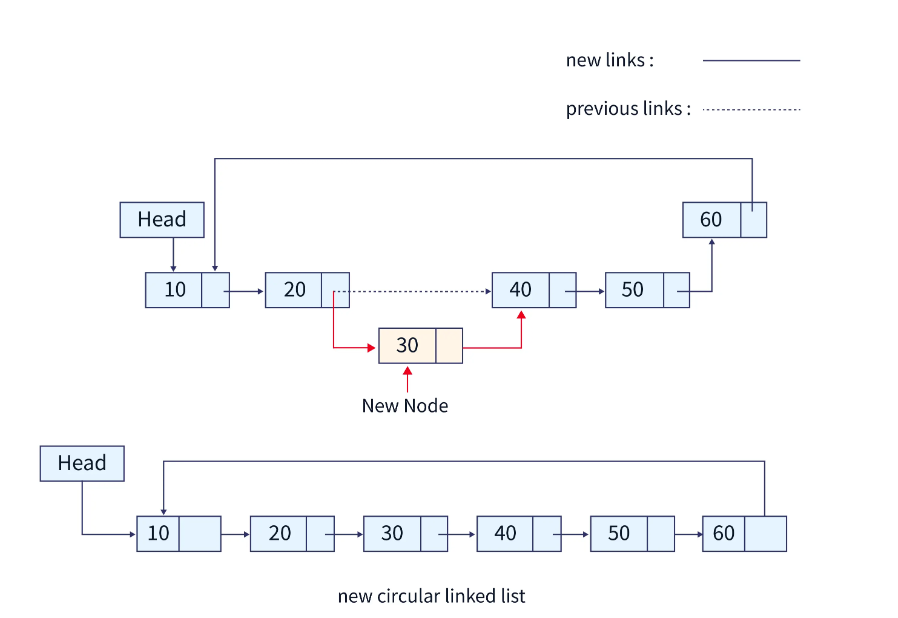 new links :
previous links :
Head
60
10
20
40
50
30
New Node
Head
10
20
30
40
50
60
new circular linked list